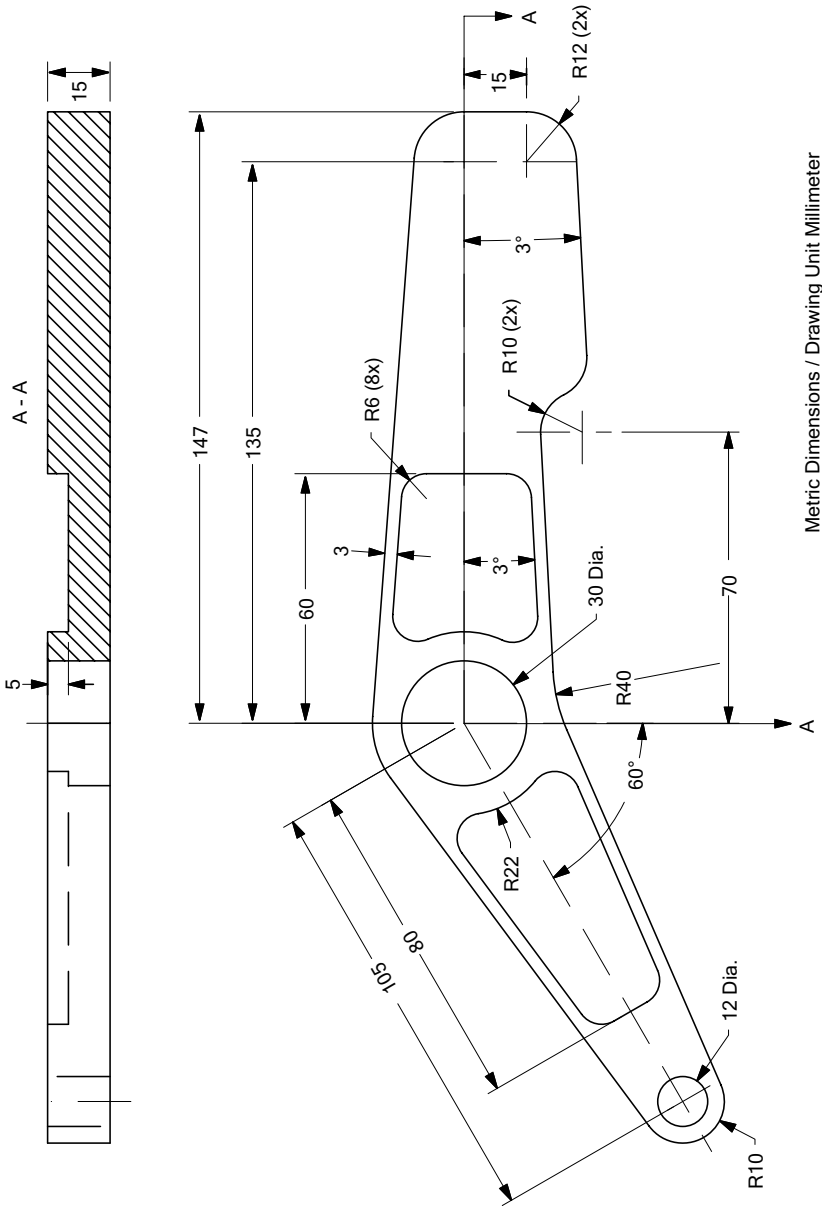 A - A
15
5
147
135
60
3
3°
R6 (8x)
R10 (2x)
3°
15
A
R12 (2x)
30 Dia.
70
R40
60°
A
R22
80
105
12 Dia.
R10
Metric Dimensions / Drawing Unit Millimeter